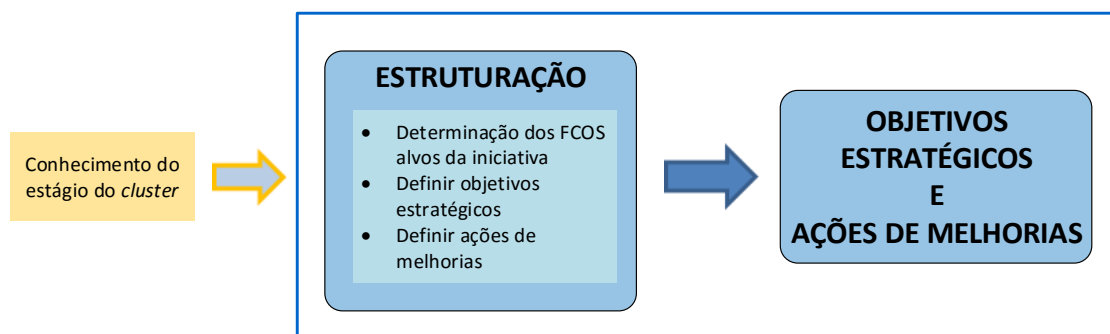 Conhecimento do
estágio do cluster
ESTRUTURAÇÃO
• Determinação dos FCOS
alvos da iniciativa
• Definir objetivos
estratégicos
• Definir ações de
melhorias
OBJETIVOS
ESTRATÉGICOS
E
AÇÕES DE MELHORIAS